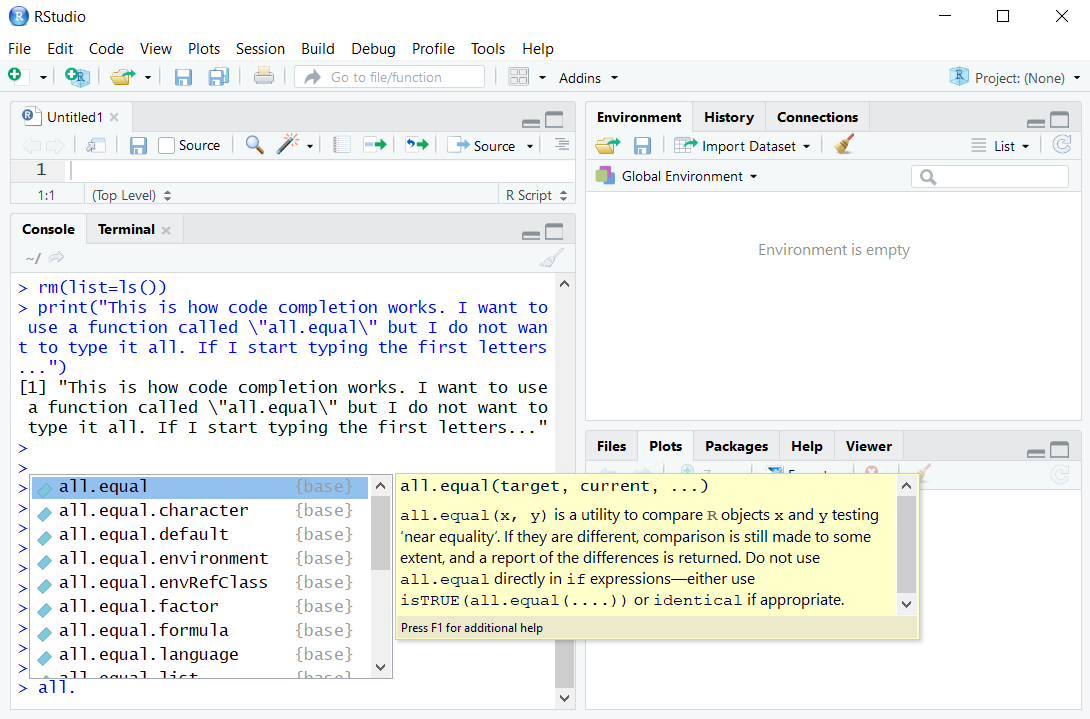 RStudio
File Edit Code View Plots Session Build Debug Profile Tools Help
Go to file/function Addins Project: (None)
Untitled1
Source Source
1
1:1 (Top Level) R Script
Console Terminal
~/
> rm(list=ls())
> print("This is how code completion works. I want to
use a function called \"all.equal\" but I do not wan
t to type it all. If I start typing the first letters
...")
[1] "This is how code completion works. I want to use
a function called \"all.equal\" but I do not want to
type it all. If I start typing the first letters..."
>
>
>
>
>
>
>
>
>
>
> all.
all.equal {base}
all.equal.character {base}
all.equal.default {base}
all.equal.environment {base}
all.equal.envRefClass {base}
all.equal.factor {base}
all.equal.formula {base}
all.equal.language {base}
all.equal.list {base}
all.equal(target, current, ...)
all.equal(x, y) is a utility to compare R objects x and y testing
‘near equality’. If they are different, comparison is still made to some
extent, and a report of the differences is returned. Do not use
all.equal directly in if expressions—either use
isTRUE(all.equal(....)) or identical if appropriate.
Press F1 for additional help
Environment History Connections
Import Dataset List
Global Environment
Environment is empty
Files Plots Packages Help Viewer